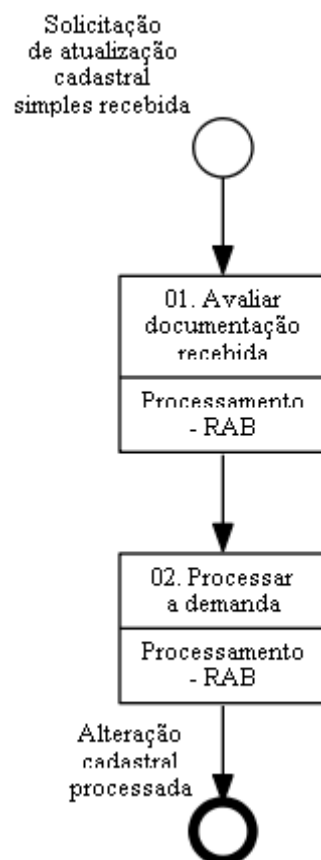 Solicitação
de atualização
cadastral
simples recebida
01. Avaliar
documentação
recebida
Processamento
- RAB
02. Processar
a demanda
Processamento
- RAB
Alteração
cadastral
processada